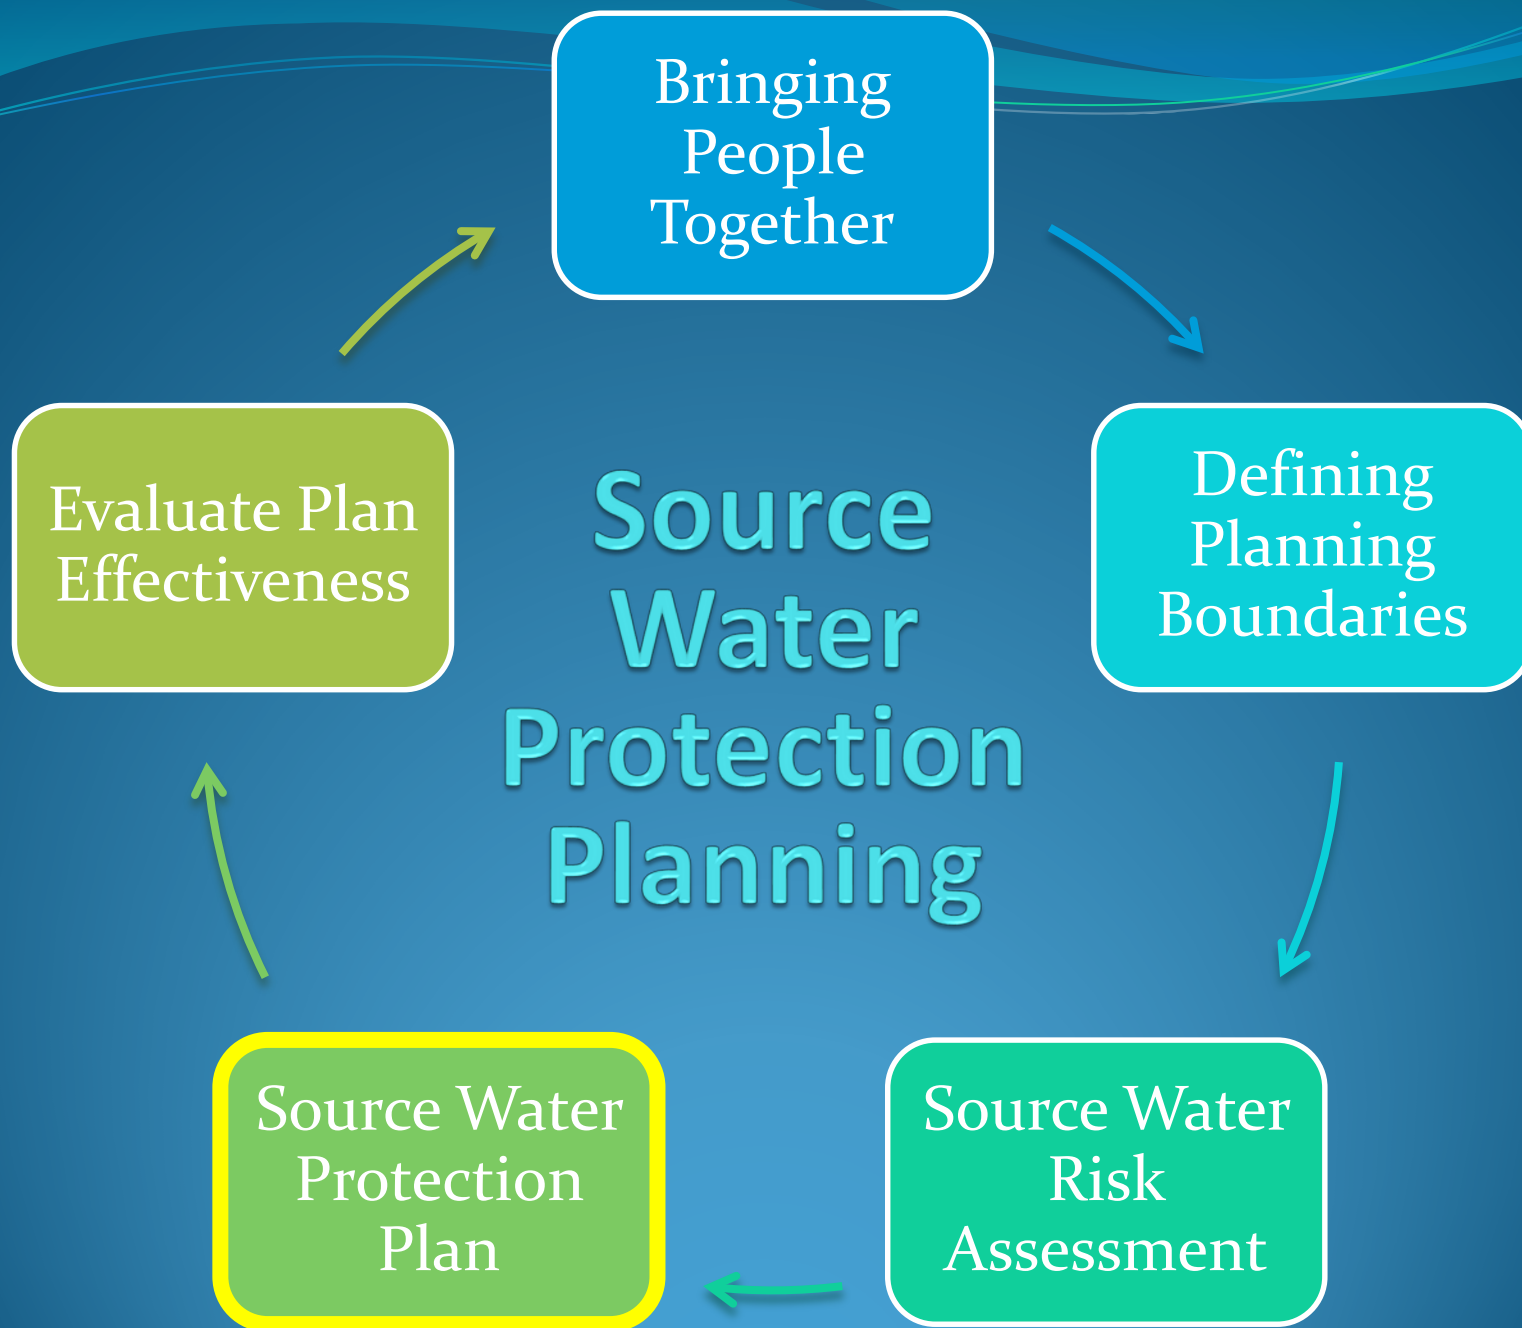 Bringing
People
Together
Defining
Planning
Boundaries
Source Water
Risk
Assessment
Source Water
Protection
Plan
Evaluate Plan
Effectiveness
Source
Water
Protection
Planning